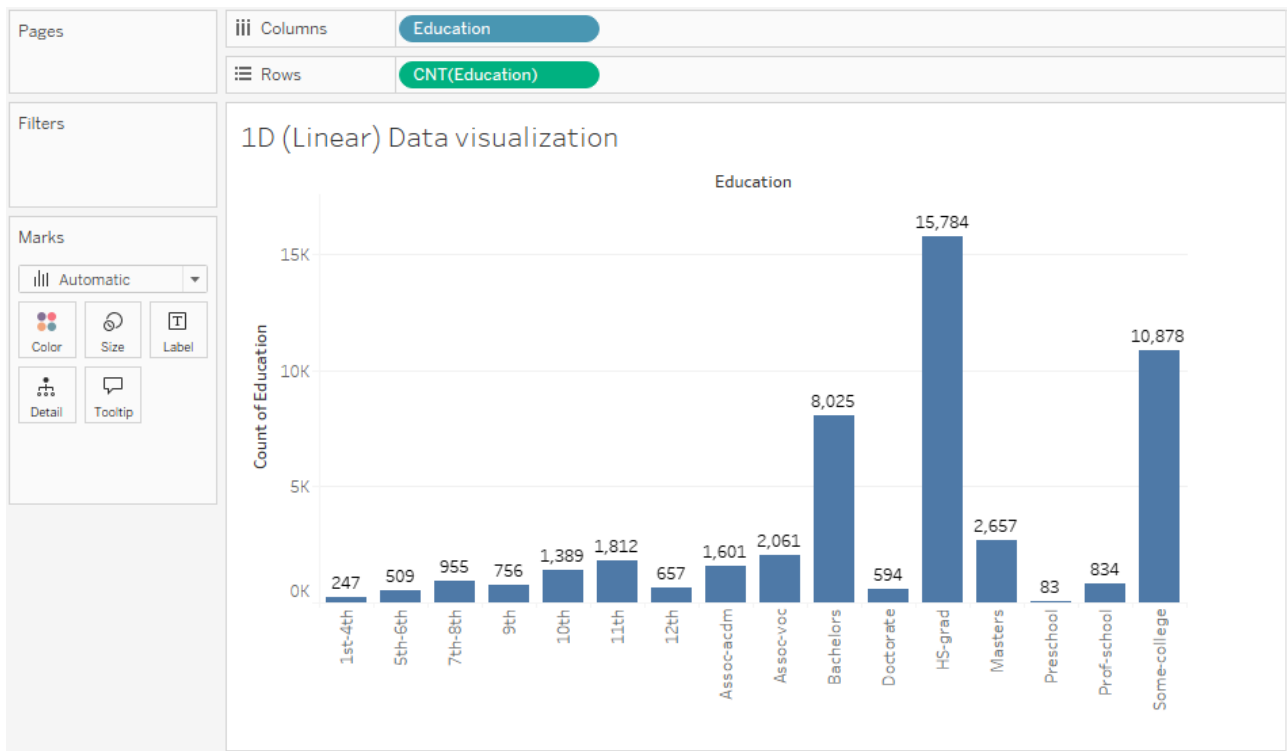 Pages
Columns
Education
Rows
CNT(Education)
Filters
Marks
Automatic
Color
Size
Label
Detail
Tooltip
1D (Linear) Data visualization
Education
Count of Education
15K
10K
5K
0K
247
509
955
756
1,389
1,812
657
1,601
2,061
8,025
594
15,784
2,657
83
834
10,878
1st-4th
5th-6th
7th-8th
9th
10th
11th
12th
Assoc-acdm
Assoc-voc
Bachelors
Doctorate
HS-grad
Masters
Preschool
Prof-school
Some-college